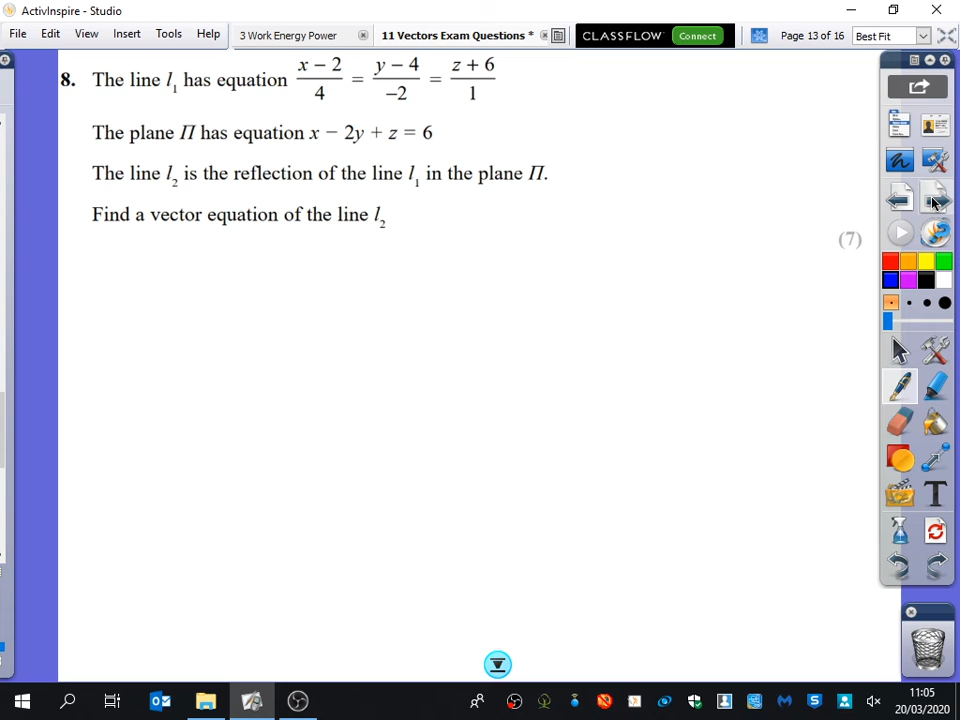 ActivInspire - Studio
File Edit View Insert Tools Help 3 Work Energy Power 11 Vectors Exam Questions * CLASSFLOW Connect Page 13 of 16 Best Fit
8. The line l₁ has equation (x − 2)/4 = (y − 4)/−2 = (z + 6)/1
The plane Π has equation x − 2y + z = 6
The line l₂ is the reflection of the line l₁ in the plane Π.
Find a vector equation of the line l₂
(7)
11:05
20/03/2020